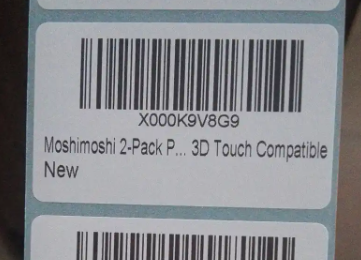 X000K9V8G9
Moshimoshi 2-Pack P... 3D Touch Compatible
New